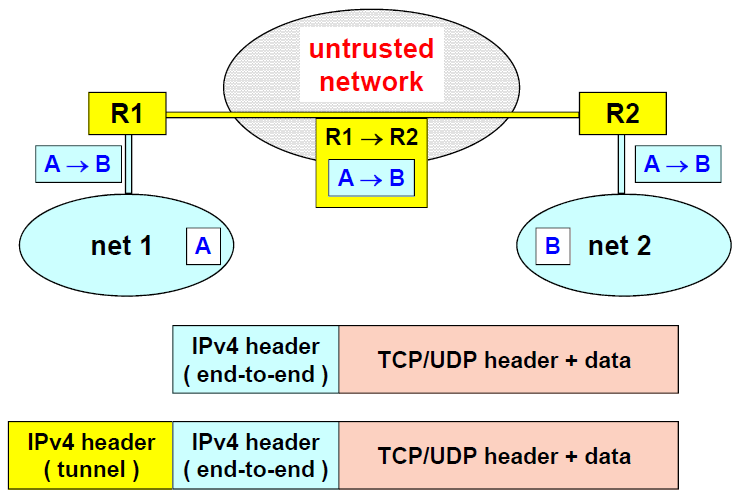 untrusted
network
R1
R2
R1 → R2
A → B
A → B
A → B
net 1
A
B
net 2
IPv4 header
( end-to-end )
TCP/UDP header + data
IPv4 header
( tunnel )
IPv4 header
( end-to-end )
TCP/UDP header + data